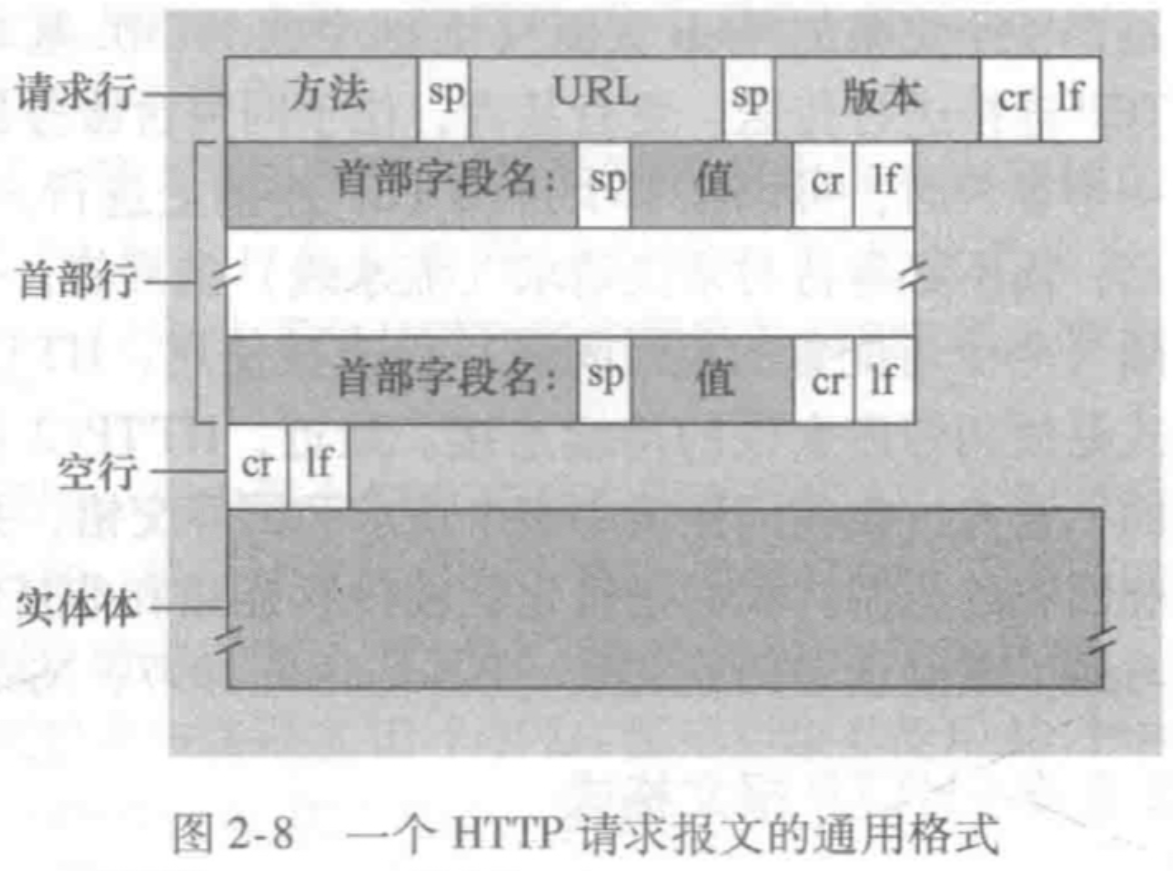 请求行 方法 sp URL sp 版本 cr lf
首部字段名: sp 值 cr lf
首部行
首部字段名: sp 值 cr lf
空行 cr lf
实体体
图 2-8 一个 HTTP 请求报文的通用格式